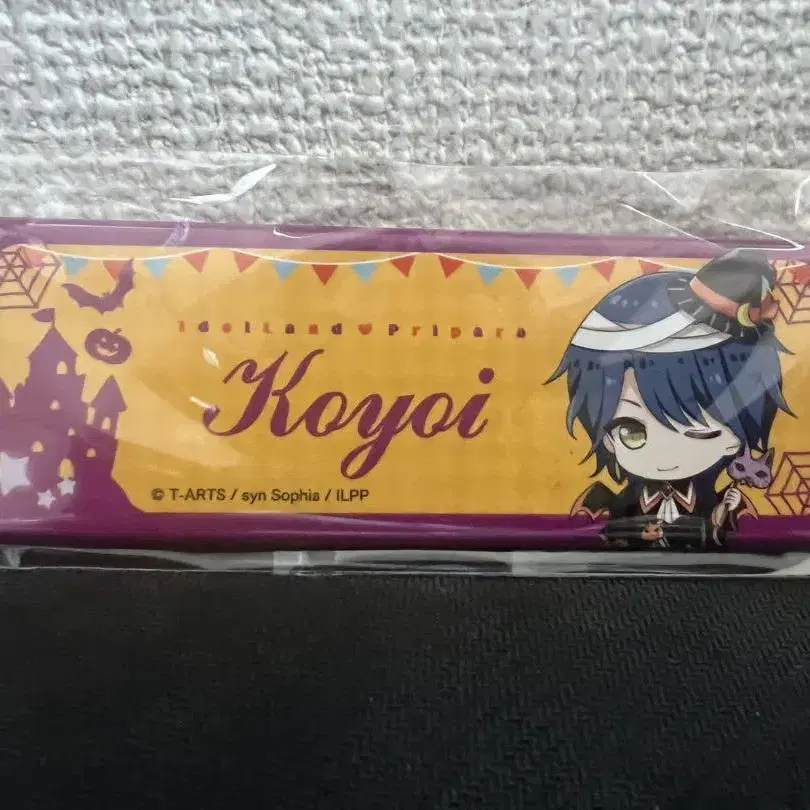 IdolLand ♥ Pripara
Koyoi
© T-ARTS / syn Sophia / ILPP